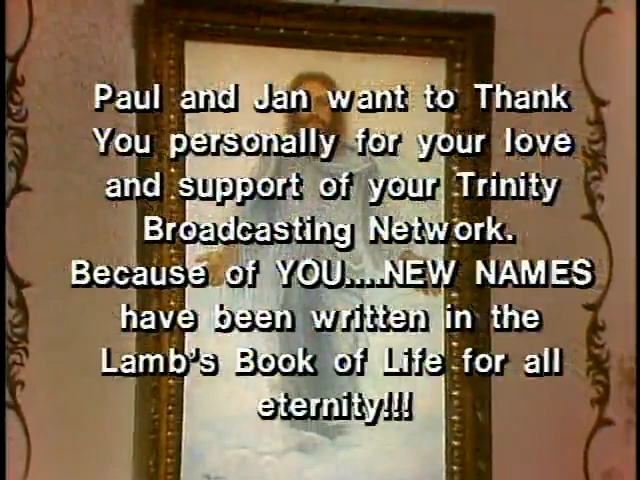 Paul and Jan want to Thank
You personally for your love
and support of your Trinity
Broadcasting Network.
Because of YOU....NEW NAMES
have been written in the
Lamb's Book of Life for all
eternity!!!